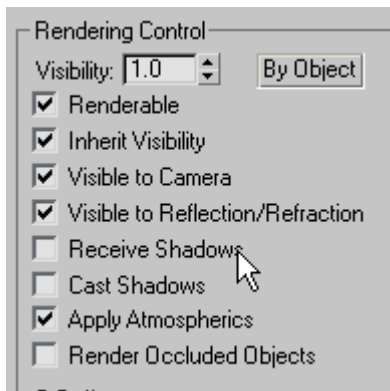 Rendering Control
Visibility: 1.0 By Object
Renderable
Inherit Visibility
Visible to Camera
Visible to Reflection/Refraction
Receive Shadows
Cast Shadows
Apply Atmospherics
Render Occluded Objects